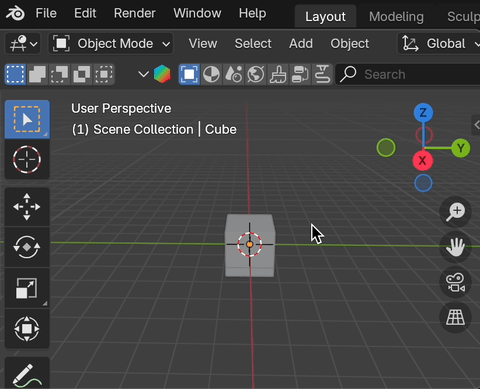 File Edit Render Window Help Layout Modeling Sculp
Object Mode View Select Add Object Global
Search
User Perspective
(1) Scene Collection | Cube
Z
Y
X